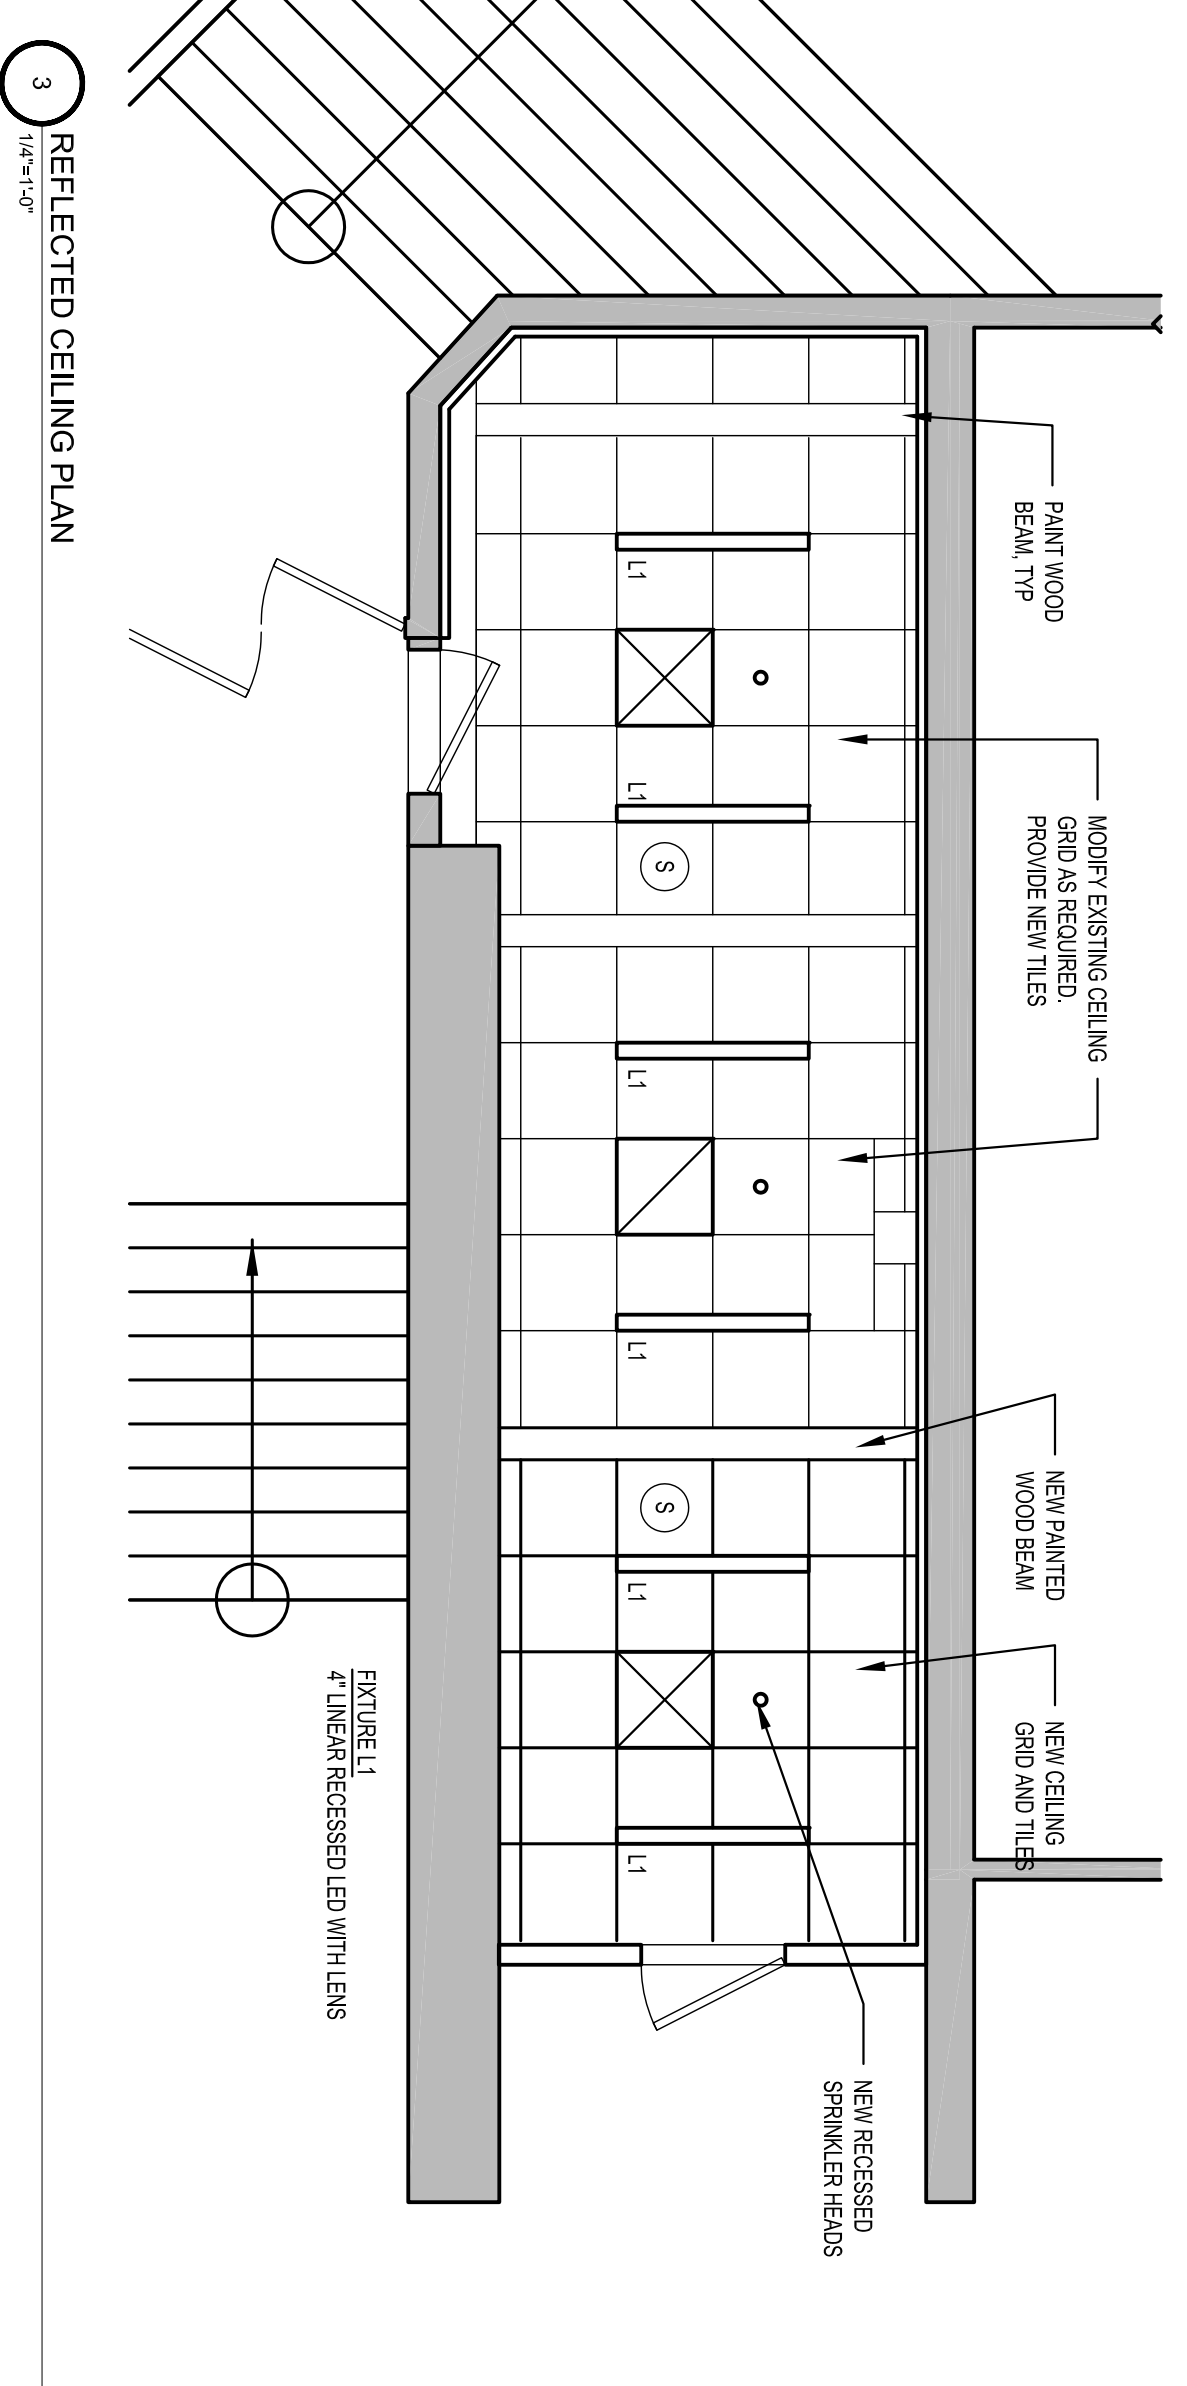 PAINT WOOD
BEAM, TYP
MODIFY EXISTING CEILING
GRID AS REQUIRED.
PROVIDE NEW TILES
NEW PAINTED
WOOD BEAM
NEW CEILING
GRID AND TILES
NEW RECESSED
SPRINKLER HEADS
L1
L1
S
L1
L1
S
L1
L1
FIXTURE L1
4" LINEAR RECESSED LED WITH LENS
3
REFLECTED CEILING PLAN
1/4"=1'-0"